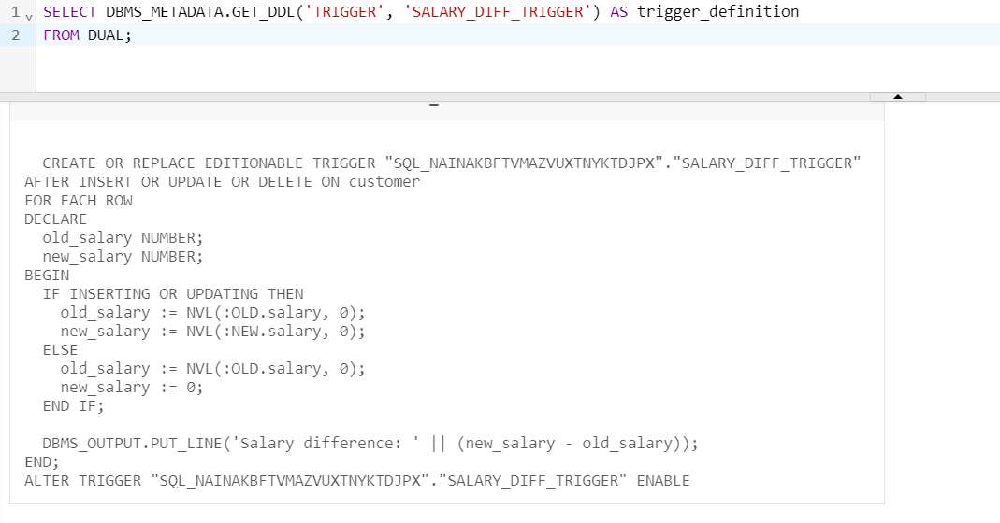 1 SELECT DBMS_METADATA.GET_DDL('TRIGGER', 'SALARY_DIFF_TRIGGER') AS trigger_definition
2 FROM DUAL;
CREATE OR REPLACE EDITIONABLE TRIGGER "SQL_NAINAKBFTVMAZVUXTNYKTDJPX"."SALARY_DIFF_TRIGGER"
AFTER INSERT OR UPDATE OR DELETE ON customer
FOR EACH ROW
DECLARE
old_salary NUMBER;
new_salary NUMBER;
BEGIN
IF INSERTING OR UPDATING THEN
old_salary := NVL(:OLD.salary, 0);
new_salary := NVL(:NEW.salary, 0);
ELSE
old_salary := NVL(:OLD.salary, 0);
new_salary := 0;
END IF;
DBMS_OUTPUT.PUT_LINE('Salary difference: ' || (new_salary - old_salary));
END;
ALTER TRIGGER "SQL_NAINAKBFTVMAZVUXTNYKTDJPX"."SALARY_DIFF_TRIGGER" ENABLE